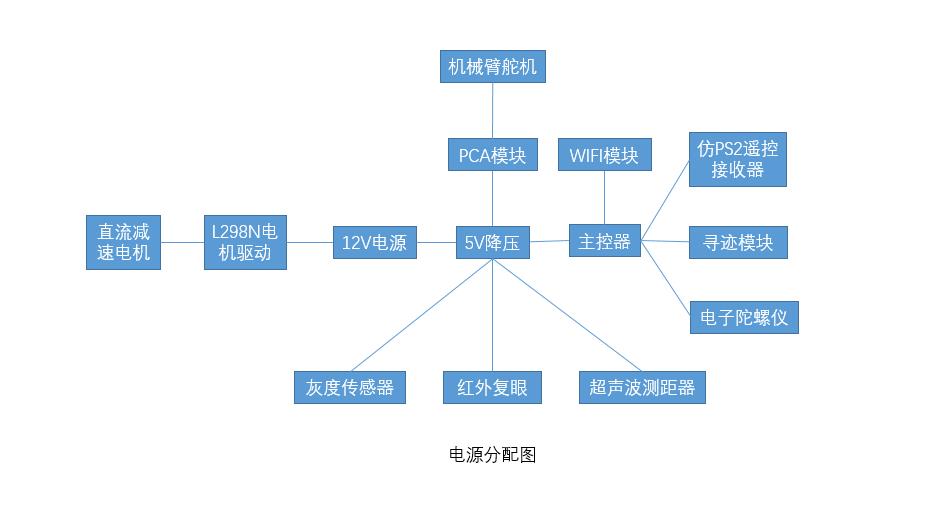 机械臂舵机
PCA模块
WIFI模块
仿PS2遥控
接收器
直流减
速电机
L298N电
机驱动
12V电源
5V降压
主控器
寻迹模块
电子陀螺仪
灰度传感器
红外复眼
超声波测距器
电源分配图